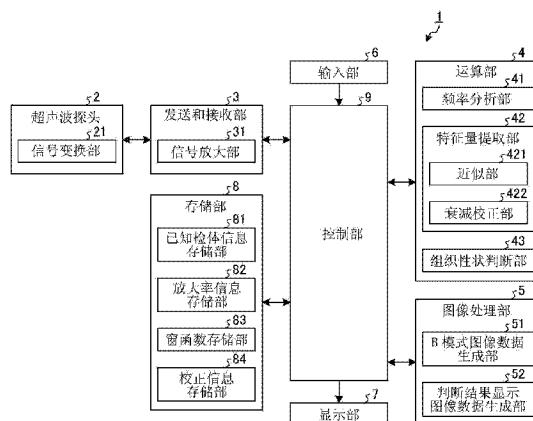 1
2
超声波探头
21
信号变换部
3
发送和接收部
31
信号放大部
8
存储部
81
已知检体信息
存储部
82
放大率信息
存储部
83
窗函数存储部
84
校正信息
存储部
6
输入部
9
控制部
7
显示部
4
运算部
41
频率分析部
42
特征量提取部
421
近似部
422
衰减校正部
43
组织性状判断部
5
图像处理部
51
B模式图像数据
生成部
52
判断结果显示
图像数据生成部